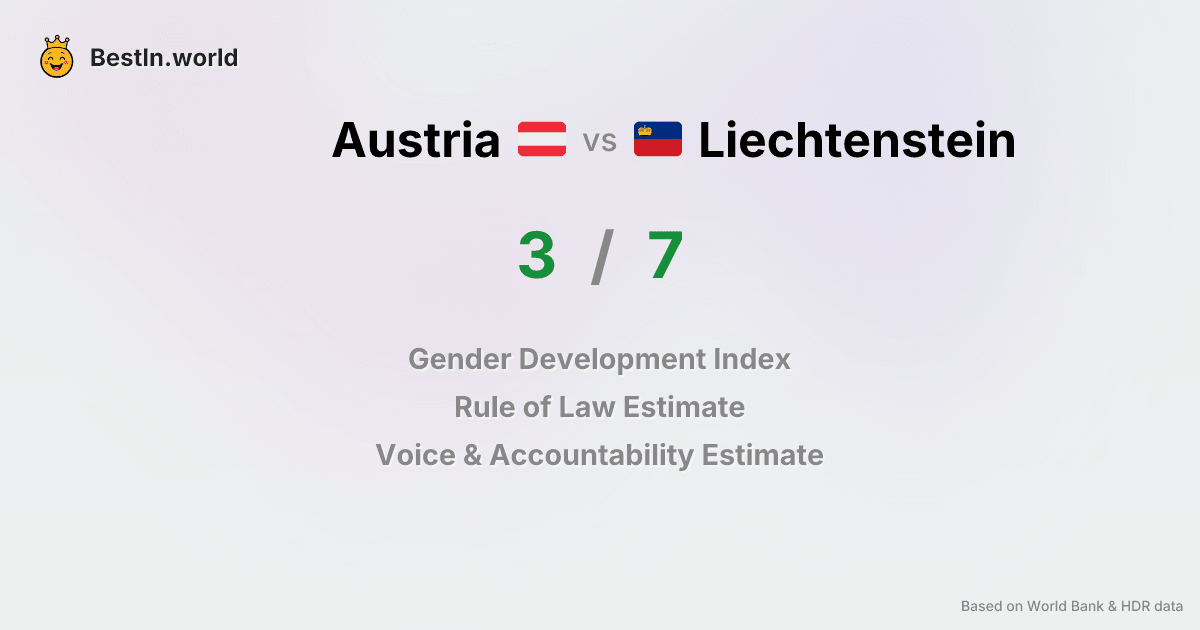 BestIn.world
Austria vs Liechtenstein
3 / 7
Gender Development Index
Rule of Law Estimate
Voice & Accountability Estimate
Based on World Bank & HDR data